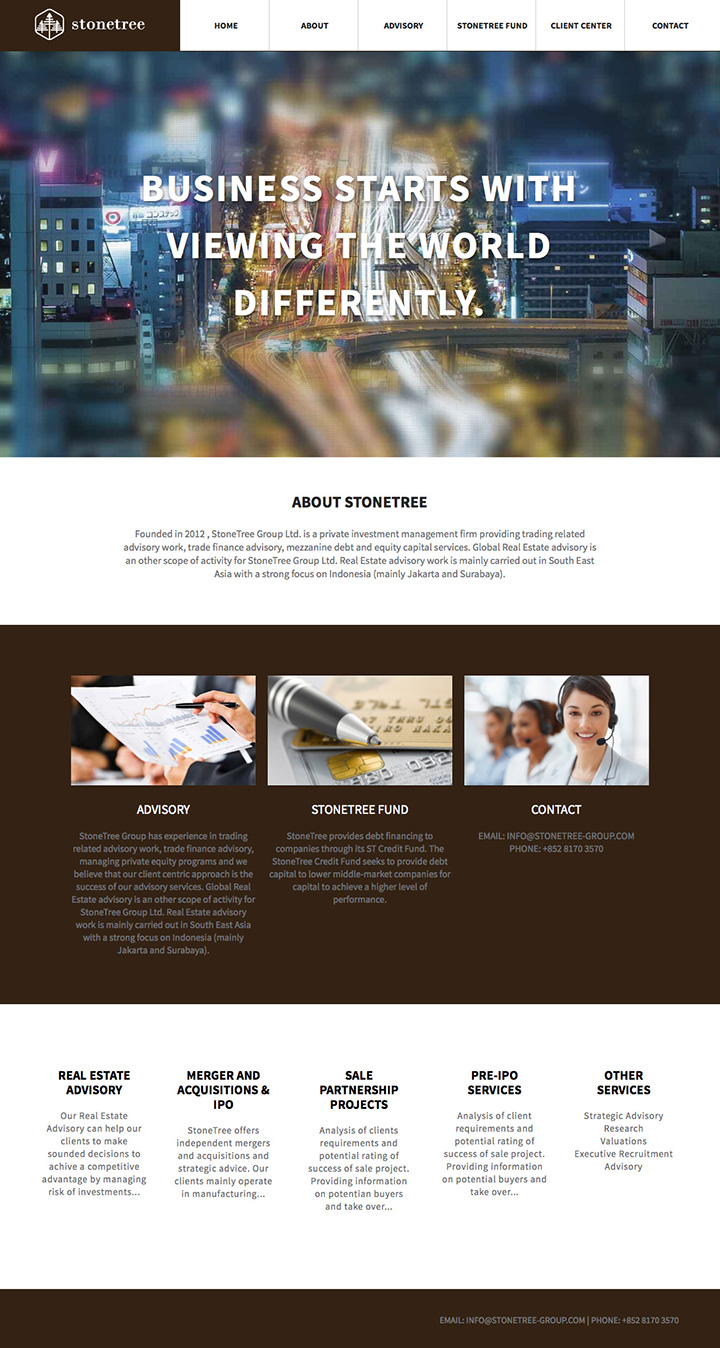 stonetree
HOME
ABOUT
ADVISORY
STONETREE FUND
CLIENT CENTER
CONTACT
BUSINESS STARTS WITH
VIEWING THE WORLD
DIFFERENTLY.
HOTEL
ABOUT STONETREE
Founded in 2012 , StoneTree Group Ltd. is a private investment management firm providing trading related
advisory work, trade finance advisory, mezzanine debt and equity capital services. Global Real Estate advisory is
an other scope of activity for StoneTree Group Ltd. Real Estate advisory work is mainly carried out in South East
Asia with a strong focus on Indonesia (mainly Jakarta and Surabaya).
ADVISORY
StoneTree Group has experience in trading
related advisory work, trade finance advisory,
managing private equity programs and we
believe that our client centric approach is the
success of our advisory services. Global Real
Estate advisory is an other scope of activity for
StoneTree Group Ltd. Real Estate advisory
work is mainly carried out in South East Asia
with a strong focus on Indonesia (mainly
Jakarta and Surabaya).
STONETREE FUND
StoneTree provides debt financing to
companies through its ST Credit Fund. The
StoneTree Credit Fund seeks to provide debt
capital to lower middle-market companies for
capital to achieve a higher level of
performance.
CONTACT
EMAIL: INFO@STONETREE-GROUP.COM
PHONE: +852 8170 3570
REAL ESTATE
ADVISORY
Our Real Estate
Advisory can help our
clients to make
sounded decisions to
achive a competitive
advantage by managing
risk of investments...
MERGER AND
ACQUISITIONS &
IPO
StoneTree offers
independent mergers
and acquisitions and
strategic advice. Our
clients mainly operate
in manufacturing...
SALE
PARTNERSHIP
PROJECTS
Analysis of clients
requirements and
potential rating of
success of sale project.
Providing information
on potentian buyers
and take over...
PRE-IPO
SERVICES
Analysis of client
requirements and
potential rating of
success of sale project.
Providing information
on potential buyers and
take over...
OTHER
SERVICES
Strategic Advisory
Research
Valuations
Executive Recruitment
Advisory
EMAIL: INFO@STONETREE-GROUP.COM | PHONE: +852 8170 3570